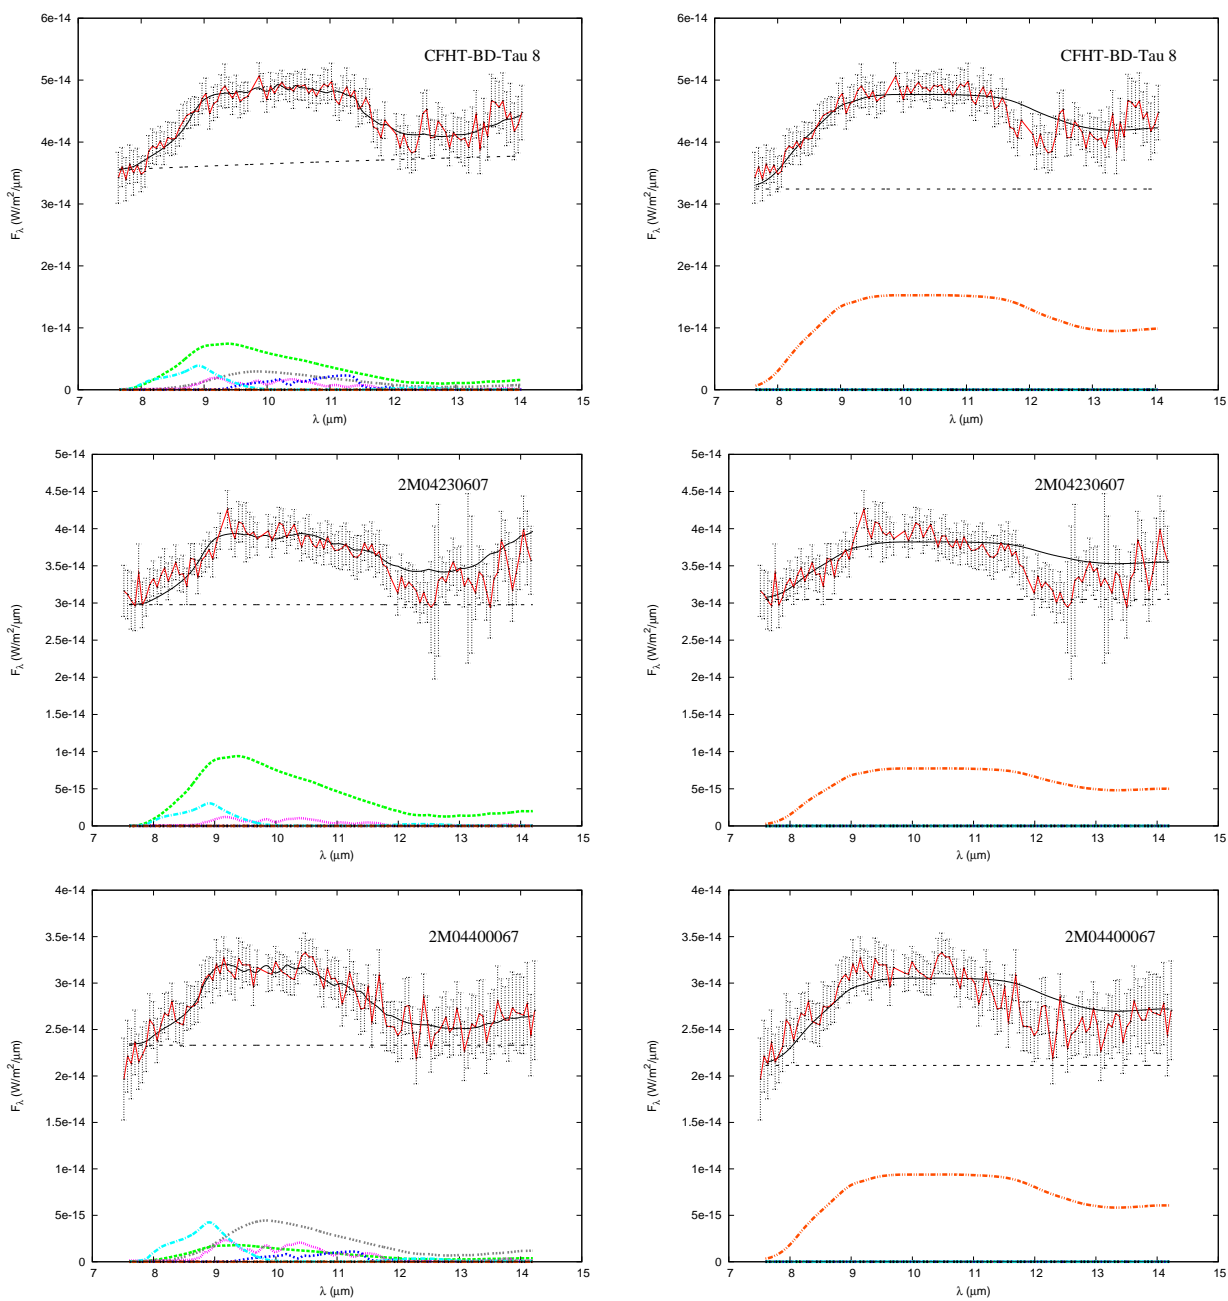 6e-14
5e-14
4e-14
3e-14
2e-14
1e-14
0
7 8 9 10 11 12 13 14 15
F_λ (W/m²/μm)
λ (μm)
CFHT-BD-Tau 8
6e-14
5e-14
4e-14
3e-14
2e-14
1e-14
0
7 8 9 10 11 12 13 14 15
F_λ (W/m²/μm)
λ (μm)
CFHT-BD-Tau 8
5e-14
4.5e-14
4e-14
3.5e-14
3e-14
2.5e-14
2e-14
1.5e-14
1e-14
5e-15
0
7 8 9 10 11 12 13 14 15
F_λ (W/m²/μm)
λ (μm)
2M04230607
5e-14
4.5e-14
4e-14
3.5e-14
3e-14
2.5e-14
2e-14
1.5e-14
1e-14
5e-15
0
7 8 9 10 11 12 13 14 15
F_λ (W/m²/μm)
λ (μm)
2M04230607
4e-14
3.5e-14
3e-14
2.5e-14
2e-14
1.5e-14
1e-14
5e-15
0
7 8 9 10 11 12 13 14 15
F_λ (W/m²/μm)
λ (μm)
2M04400067
4e-14
3.5e-14
3e-14
2.5e-14
2e-14
1.5e-14
1e-14
5e-15
0
7 8 9 10 11 12 13 14 15
F_λ (W/m²/μm)
λ (μm)
2M04400067